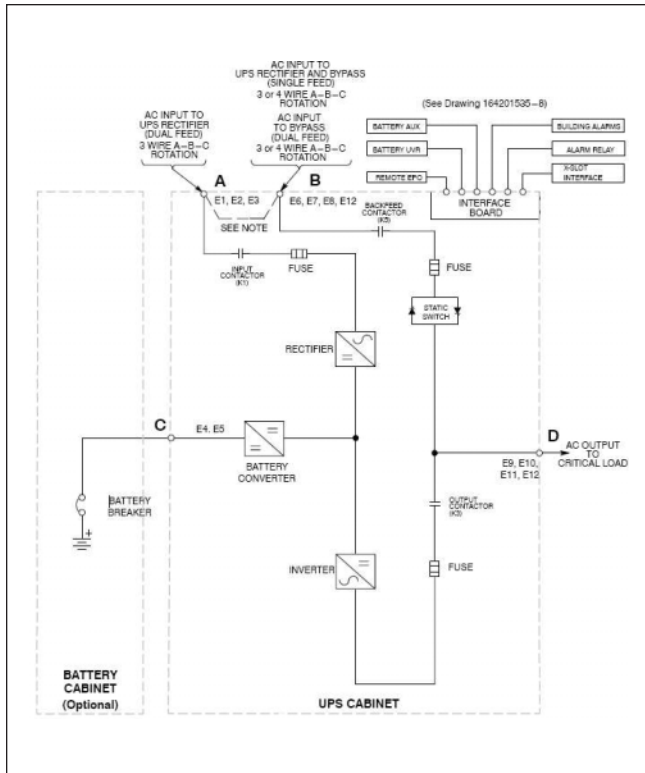 AC INPUT TO
UPS RECTIFIER AND BYPASS
(SINGLE FEED)
3 or 4 WIRE A-B-C
ROTATION
AC INPUT
TO BYPASS
(DUAL FEED)
3 or 4 WIRE A-B-C
ROTATION
AC INPUT TO
UPS RECTIFIER
(DUAL FEED)
3 WIRE A-B-C
ROTATION
(See Drawing 164201535-8)
BATTERY AUX
BATTERY UVR
REMOTE EPO
BUILDING ALARMS
ALARM RELAY
X-SLOT
INTERFACE
INTERFACE
BOARD
A
B
E1, E2, E3
E6, E7, E8, E12
SEE NOTE
BACKFEED
CONTACTOR
(K5)
INPUT
CONTACTOR
(K1)
FUSE
FUSE
STATIC
SWITCH
RECTIFIER
C
E4, E5
BATTERY
CONVERTER
D
E9, E10,
E11, E12
AC OUTPUT
TO
CRITICAL LOAD
BATTERY
BREAKER
+
OUTPUT
CONTACTOR
(K3)
INVERTER
FUSE
BATTERY
CABINET
(Optional)
UPS CABINET